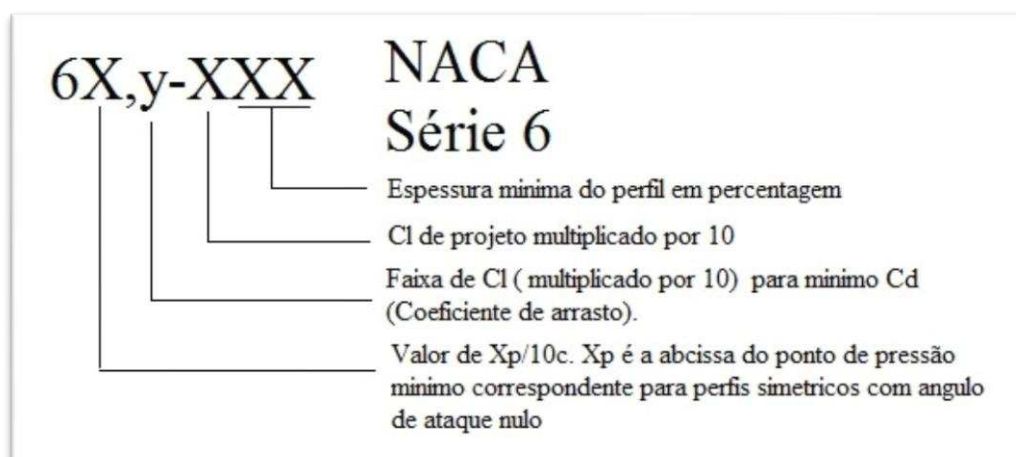 6X,y-XXX
NACA
Série 6
Espessura minima do perfil em percentagem
Cl de projeto multiplicado por 10
Faixa de Cl ( multiplicado por 10) para minimo Cd
(Coeficiente de arrasto).
Valor de Xp/10c. Xp é a abcissa do ponto de pressão
minimo correspondente para perfis simetricos com angulo
de ataque nulo